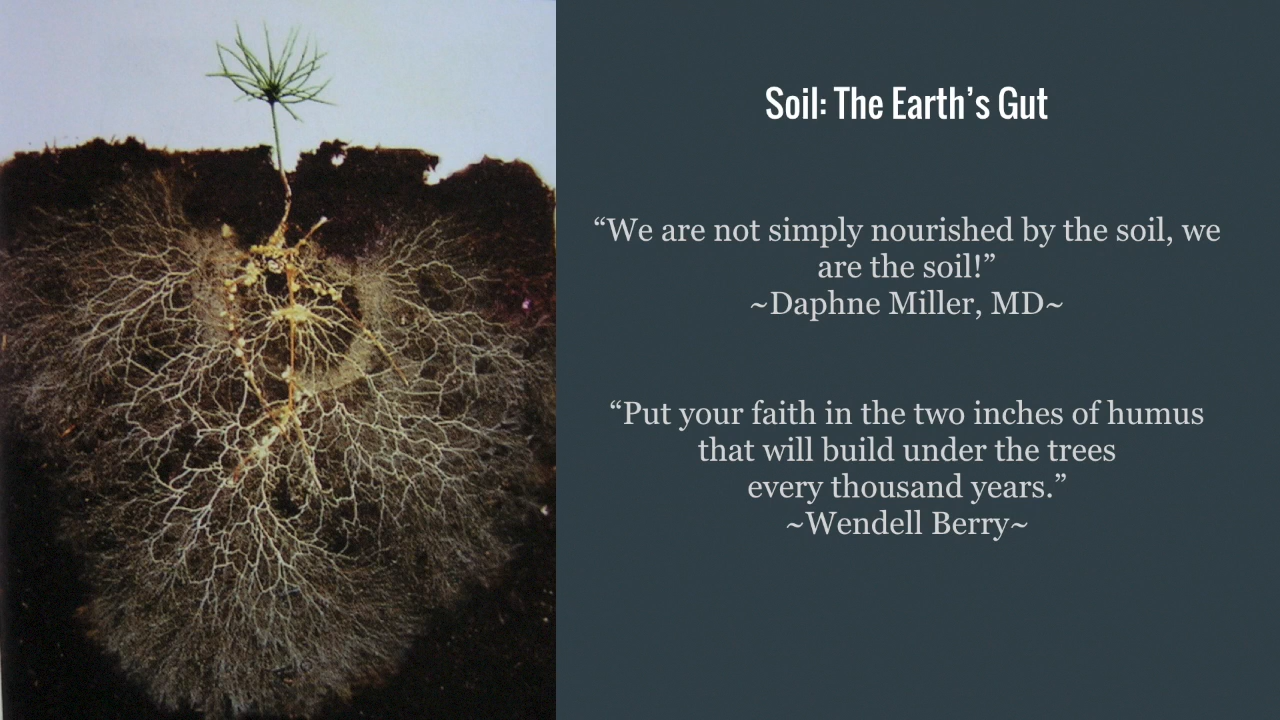 Soil: The Earth’s Gut
“We are not simply nourished by the soil, we
are the soil!”
~Daphne Miller, MD~
“Put your faith in the two inches of humus
that will build under the trees
every thousand years.”
~Wendell Berry~